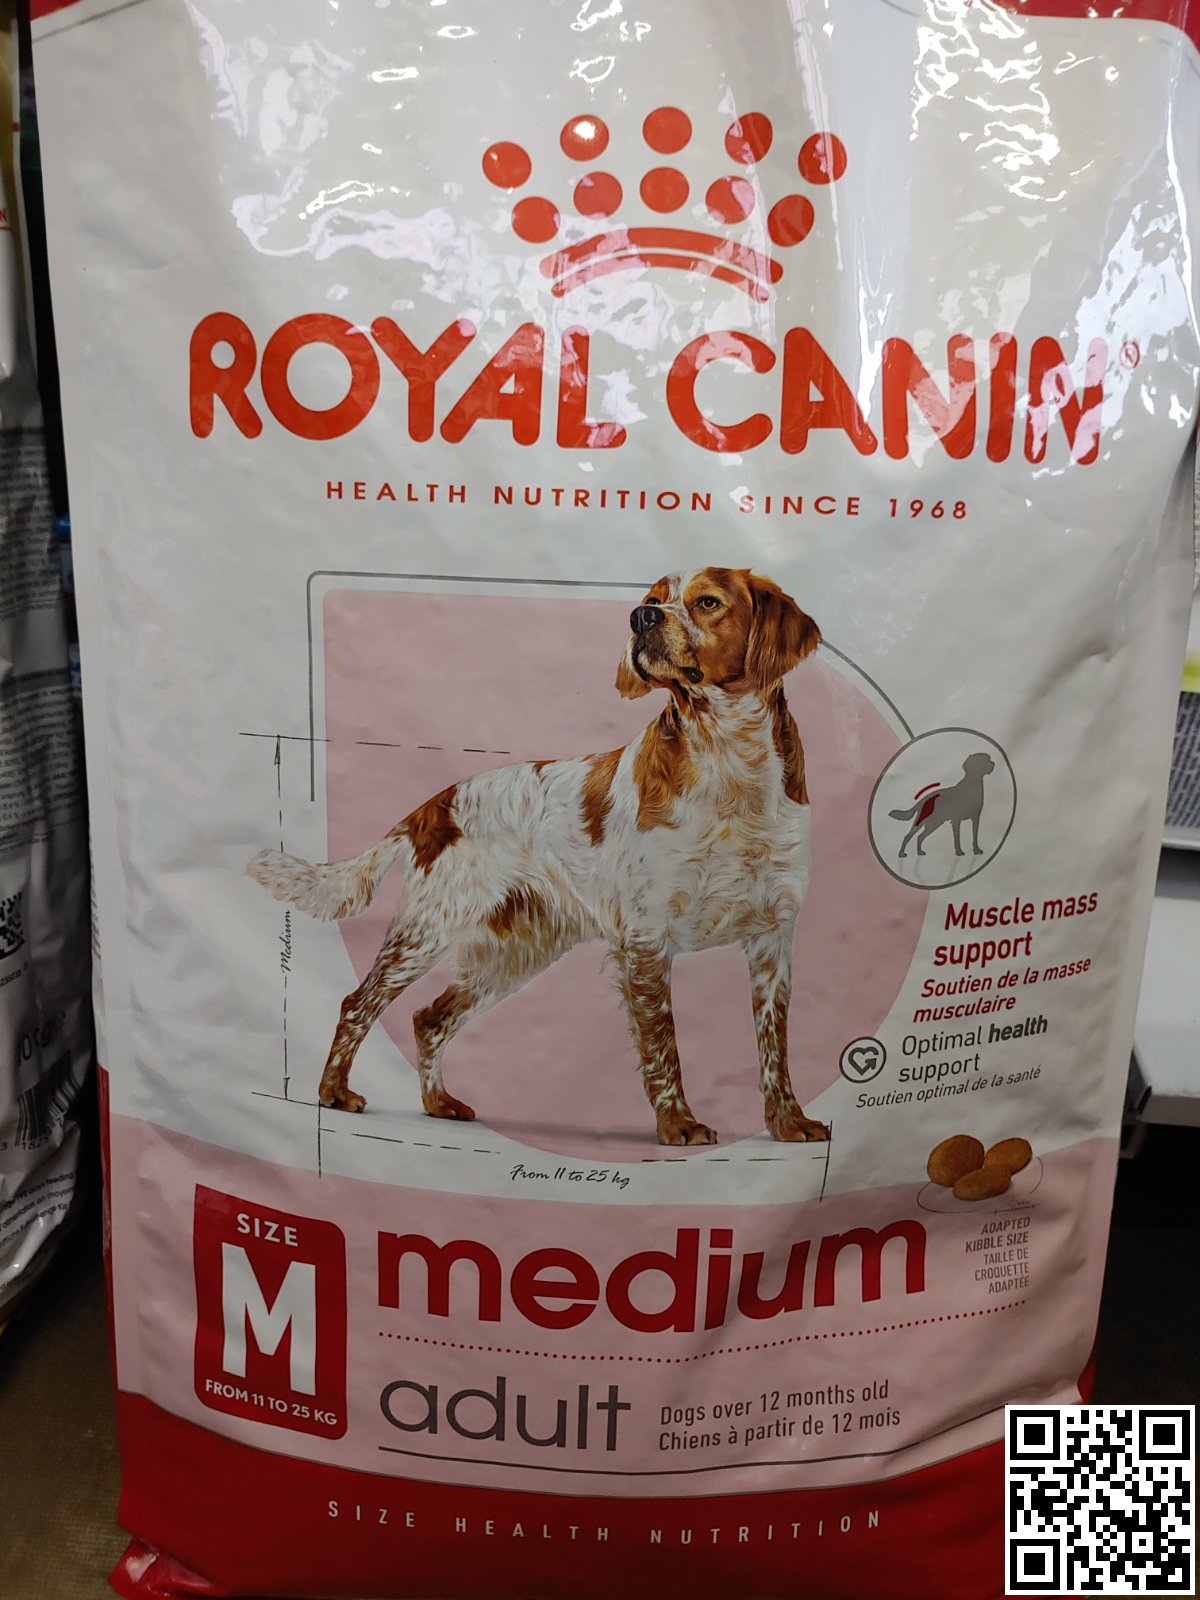 ROYAL CANIN®
HEALTH NUTRITION SINCE 1968
Medium
Muscle mass
support
Soutien de la masse
musculaire
Optimal health
support
Soutien optimal de la santé
From 11 to 25 kg
ADAPTED
KIBBLE SIZE
TAILLE DE
CROQUETTE
ADAPTÉE
SIZE
M
FROM 11 TO 25 KG
medium
adult
Dogs over 12 months old
Chiens à partir de 12 mois
SIZE HEALTH NUTRITION